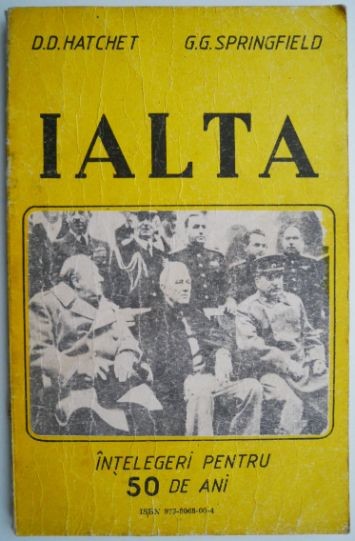 D.D. HATCHET G.G. SPRINGFIELD
IALTA
ÎNȚELEGERI PENTRU
50 DE ANI